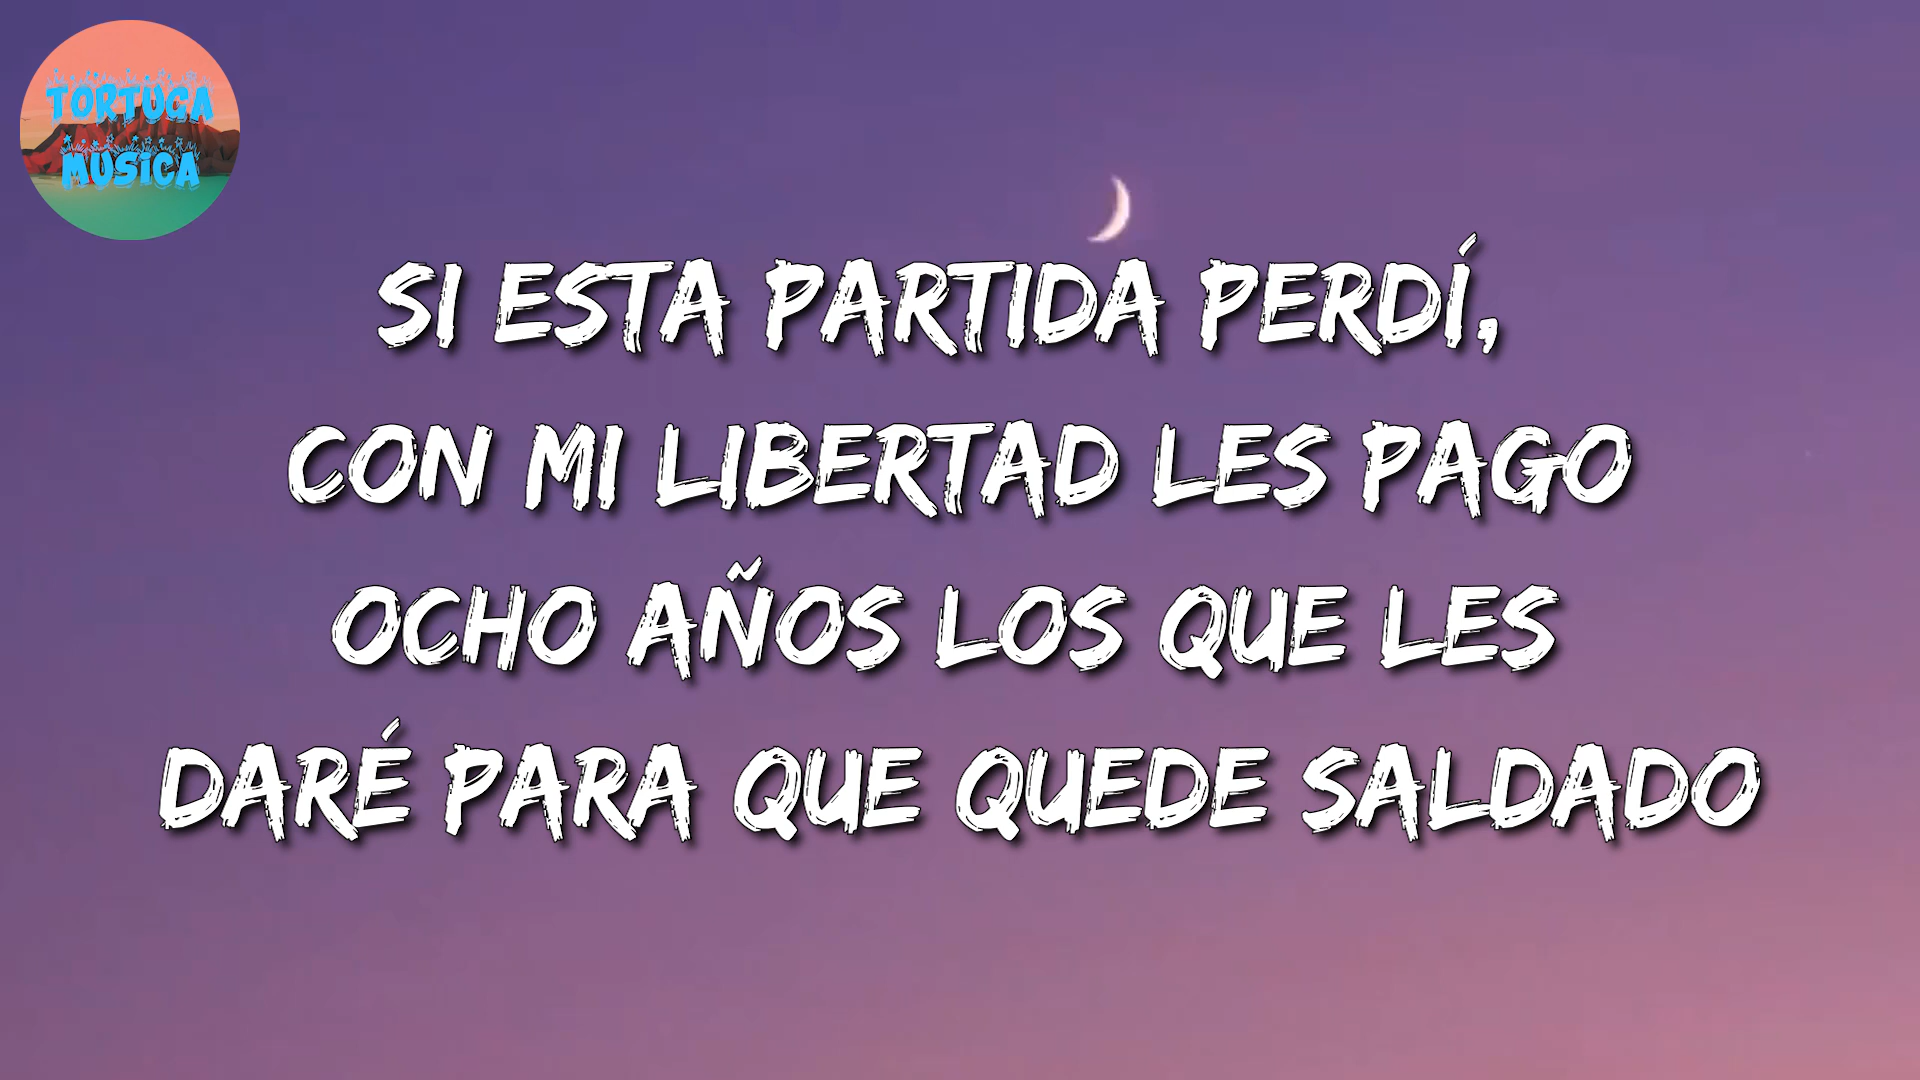 TORTUGA
MUSICA
SI ESTA PARTIDA PERDÍ,
CON MI LIBERTAD LES PAGO
OCHO AÑOS LOS QUE LES
DARÉ PARA QUE QUEDE SALDADO